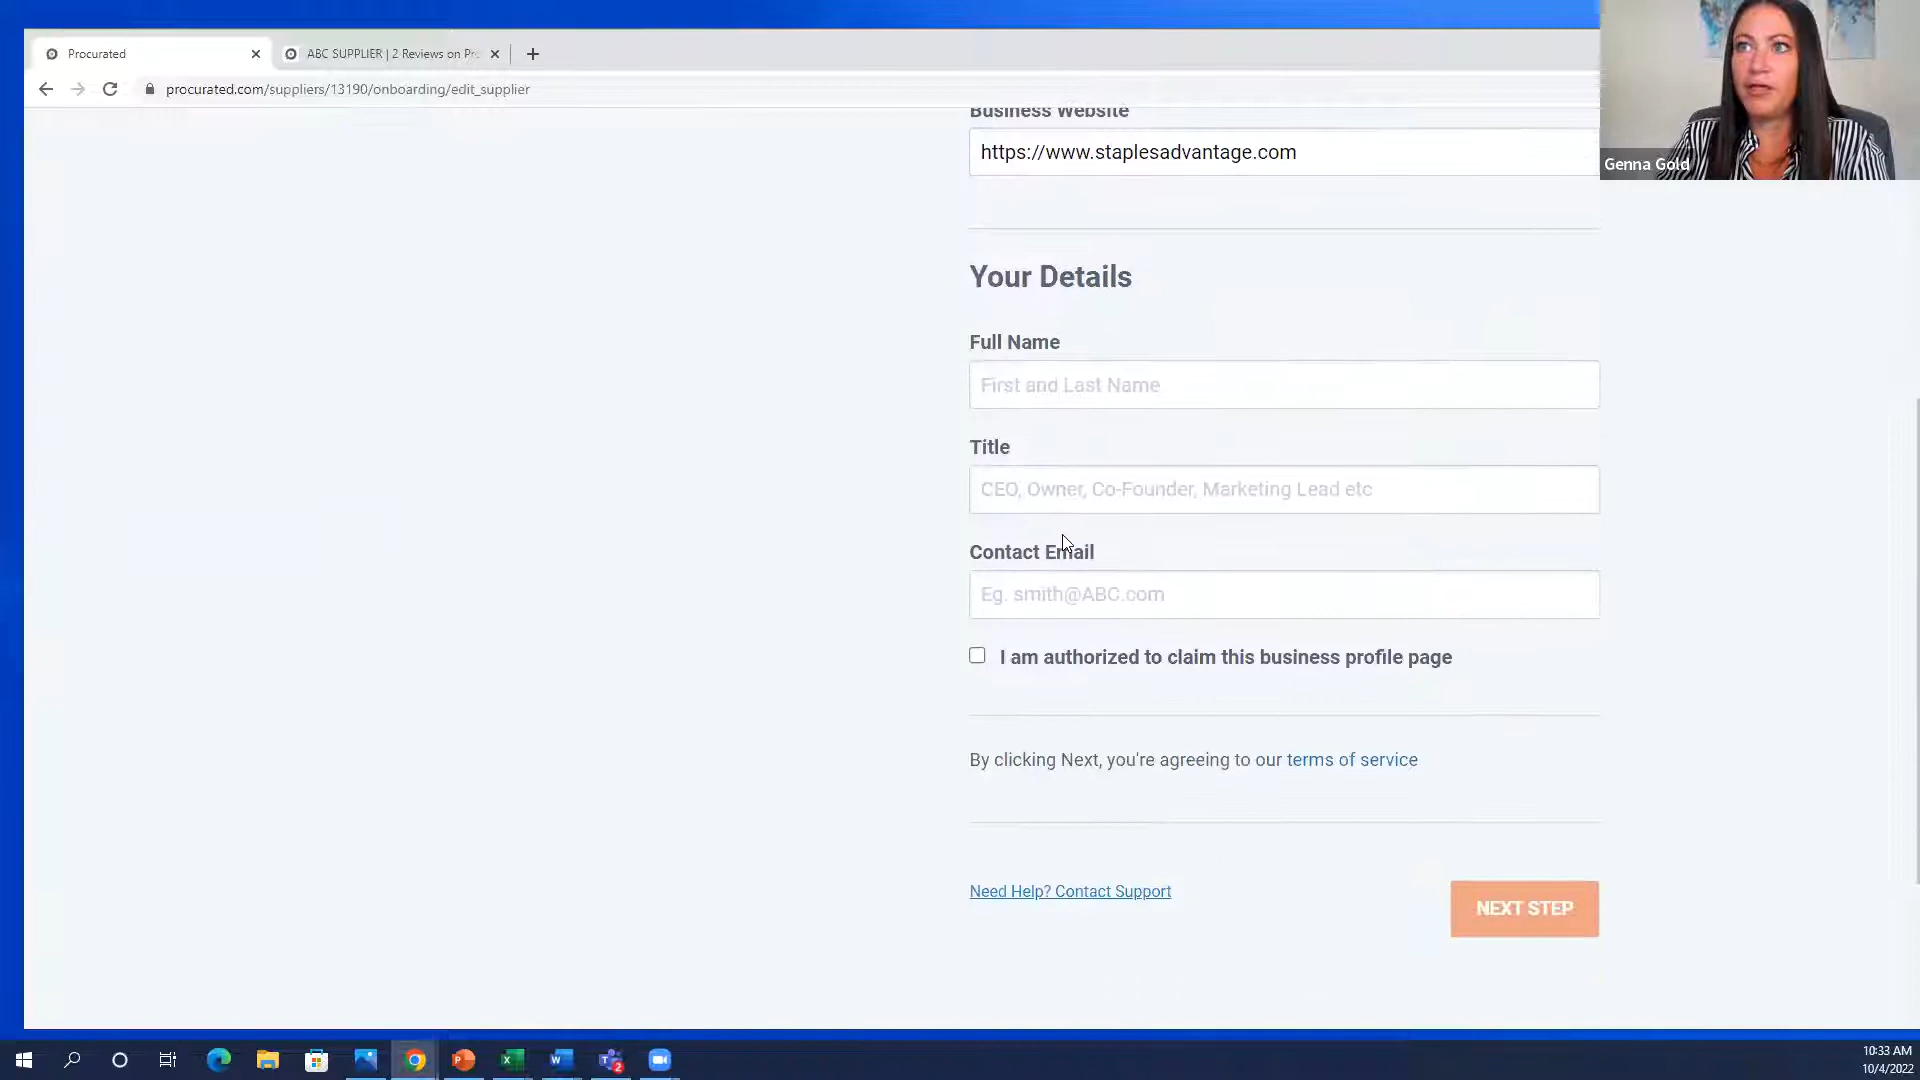 Procurated
ABC SUPPLIER | 2 Reviews on Pr
procurated.com/suppliers/13190/onboarding/edit_supplier
Genna Gold
Business Website
https://www.staplesadvantage.com
Your Details
Full Name
First and Last Name
Title
CEO, Owner, Co-Founder, Marketing Lead etc
Contact Email
Eg. smith@ABC.com
I am authorized to claim this business profile page
By clicking Next, you're agreeing to our terms of service
Need Help? Contact Support
NEXT STEP
2
10:33 AM
10/4/2022